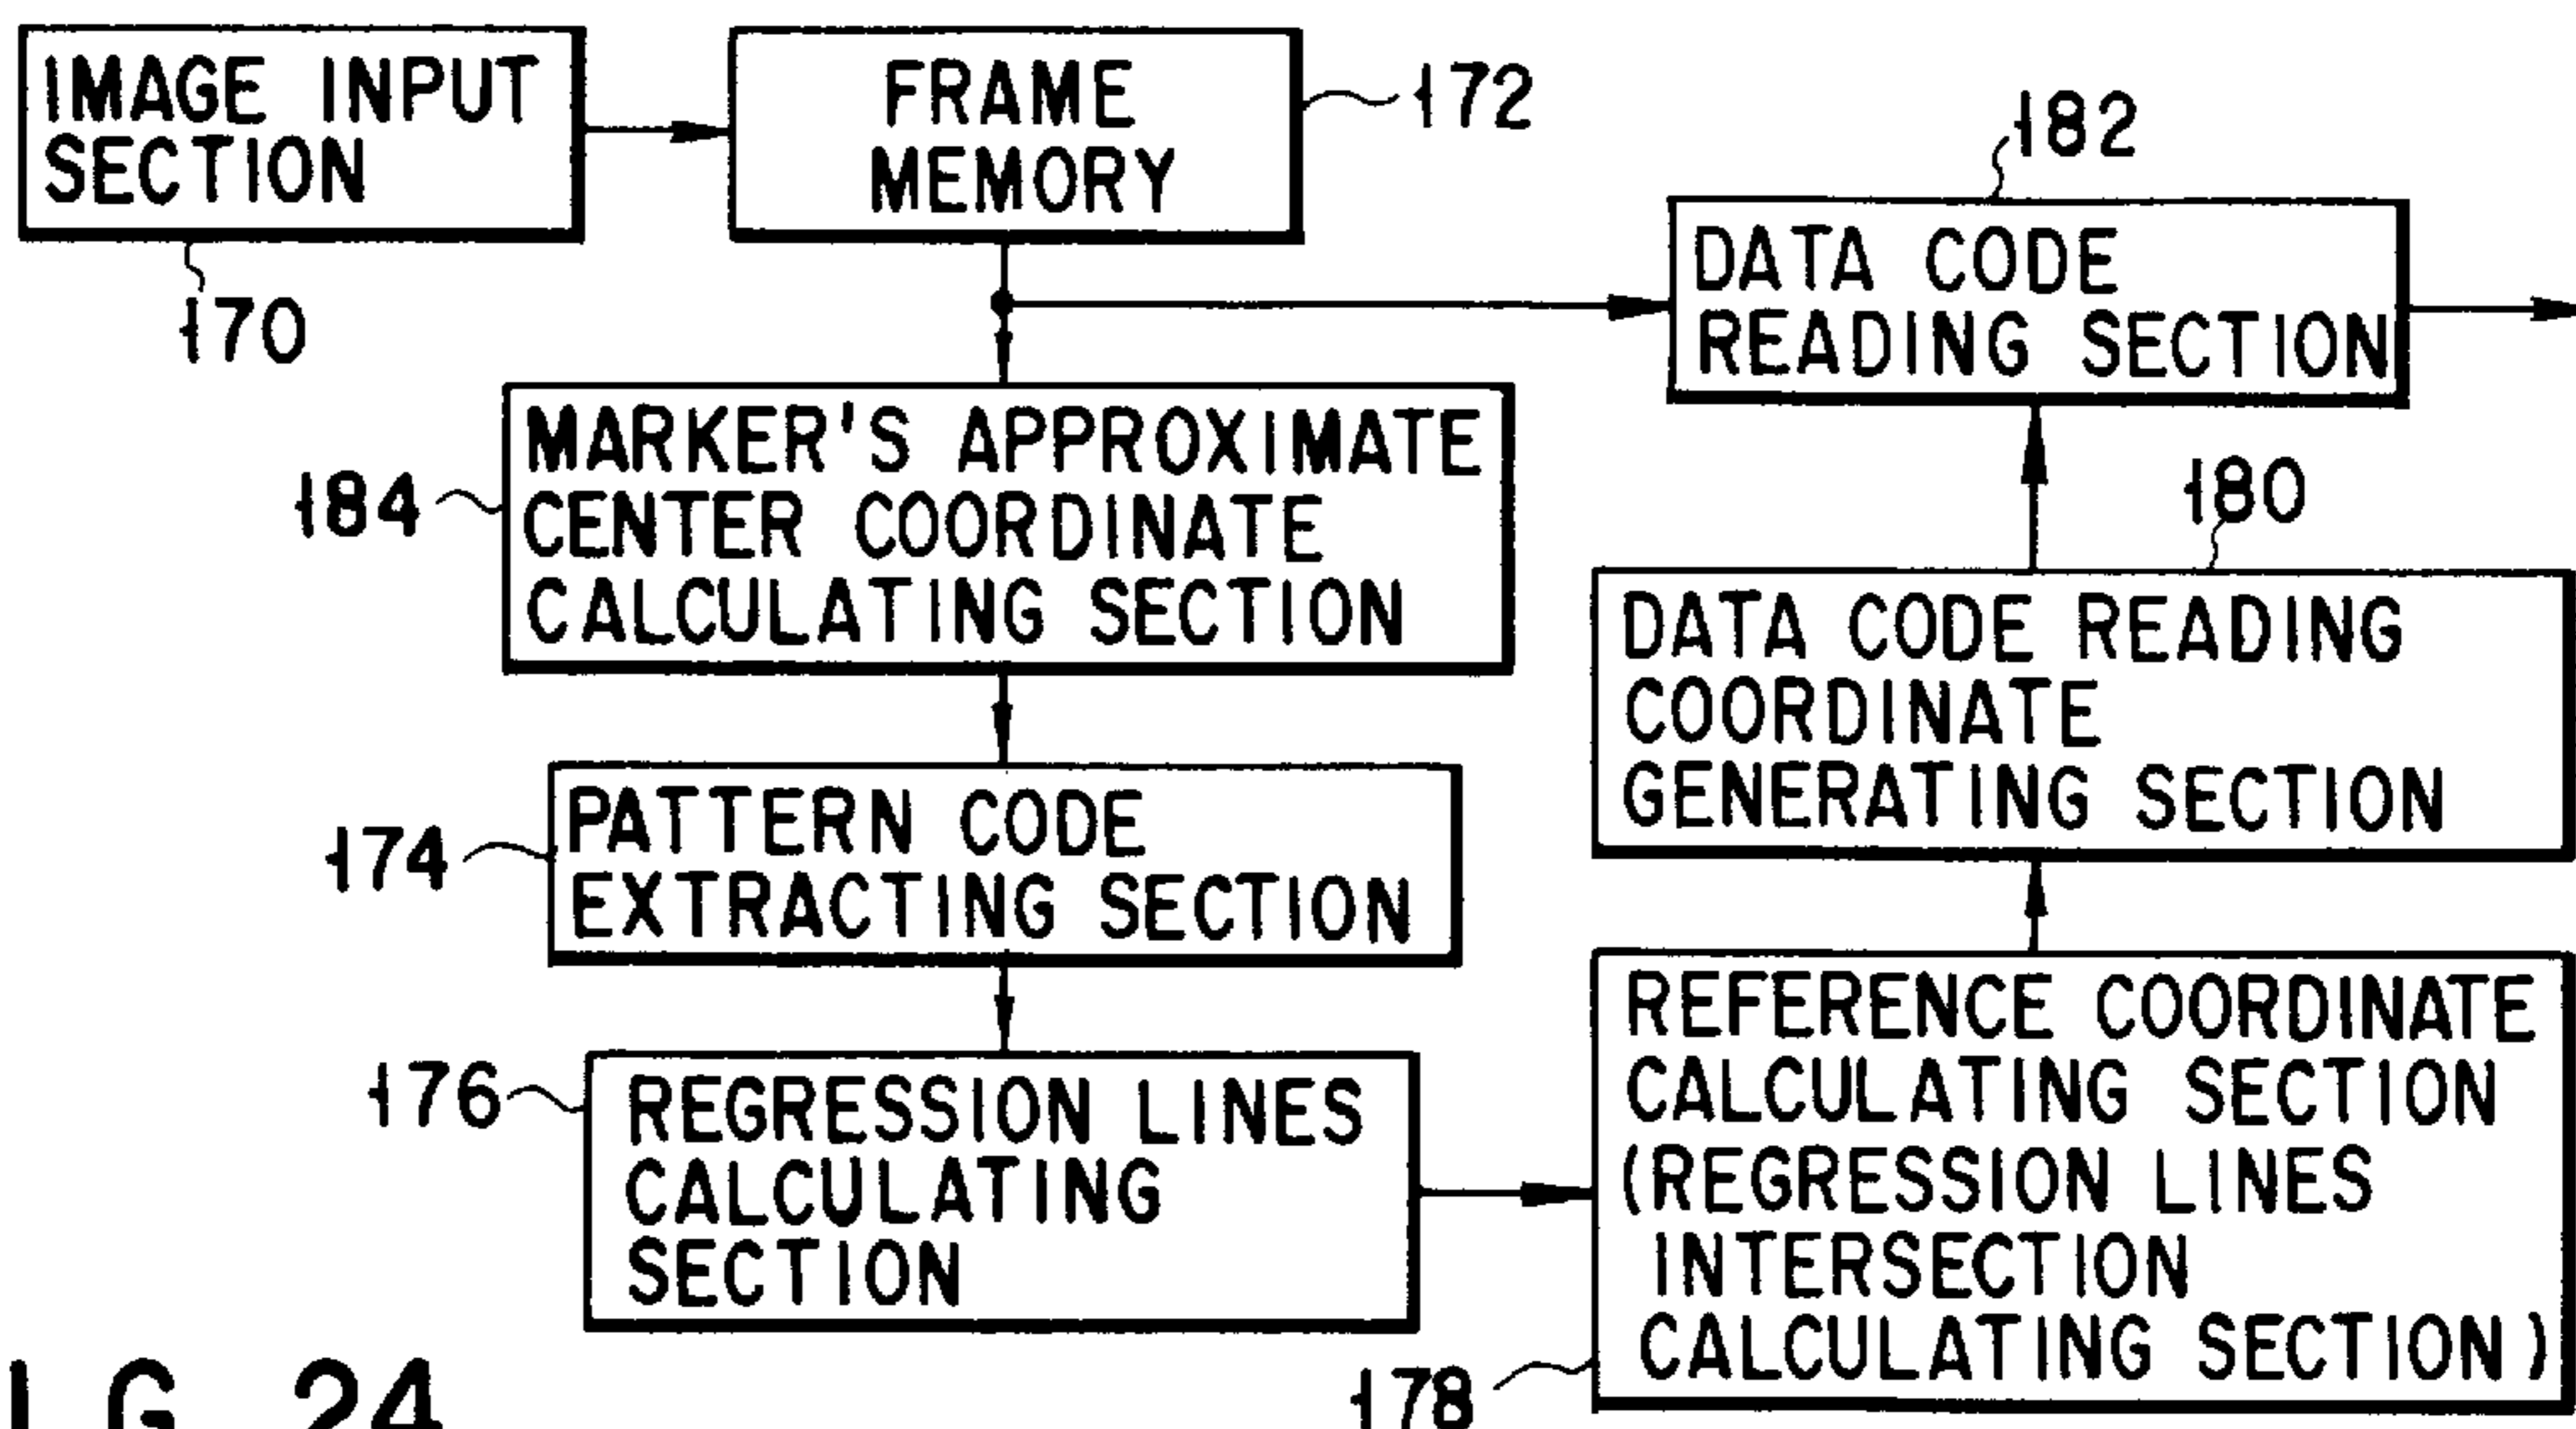 IMAGE INPUT
SECTION
170
FRAME
MEMORY
172
182
DATA CODE
READING SECTION
MARKER'S APPROXIMATE
CENTER COORDINATE
CALCULATING SECTION
184
180
DATA CODE READING
COORDINATE
GENERATING SECTION
PATTERN CODE
EXTRACTING SECTION
174
176
REGRESSION LINES
CALCULATING
SECTION
REFERENCE COORDINATE
CALCULATING SECTION
(REGRESSION LINES
INTERSECTION
CALCULATING SECTION)
178
IG. 24